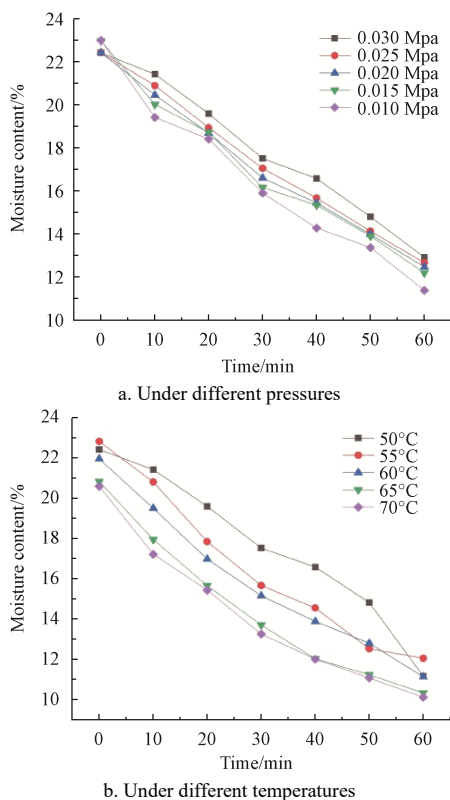 24
22
20
18
16
14
12
10
Moisture content/%
0.030 Mpa
0.025 Mpa
0.020 Mpa
0.015 Mpa
0.010 Mpa
0 10 20 30 40 50 60
Time/min
a. Under different pressures
24
22
20
18
16
14
12
10
Moisture content/%
50°C
55°C
60°C
65°C
70°C
0 10 20 30 40 50 60
Time/min
b. Under different temperatures